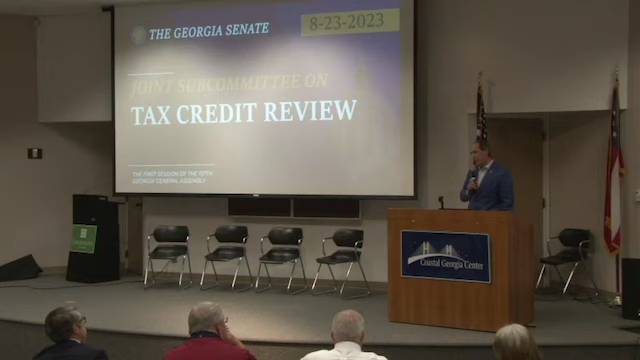 THE GEORGIA SENATE
8-23-2023
JOINT SUBCOMMITTEE ON
TAX CREDIT REVIEW
THE FIRST SESSION OF THE 157TH
GEORGIA GENERAL ASSEMBLY
Coastal Georgia Center